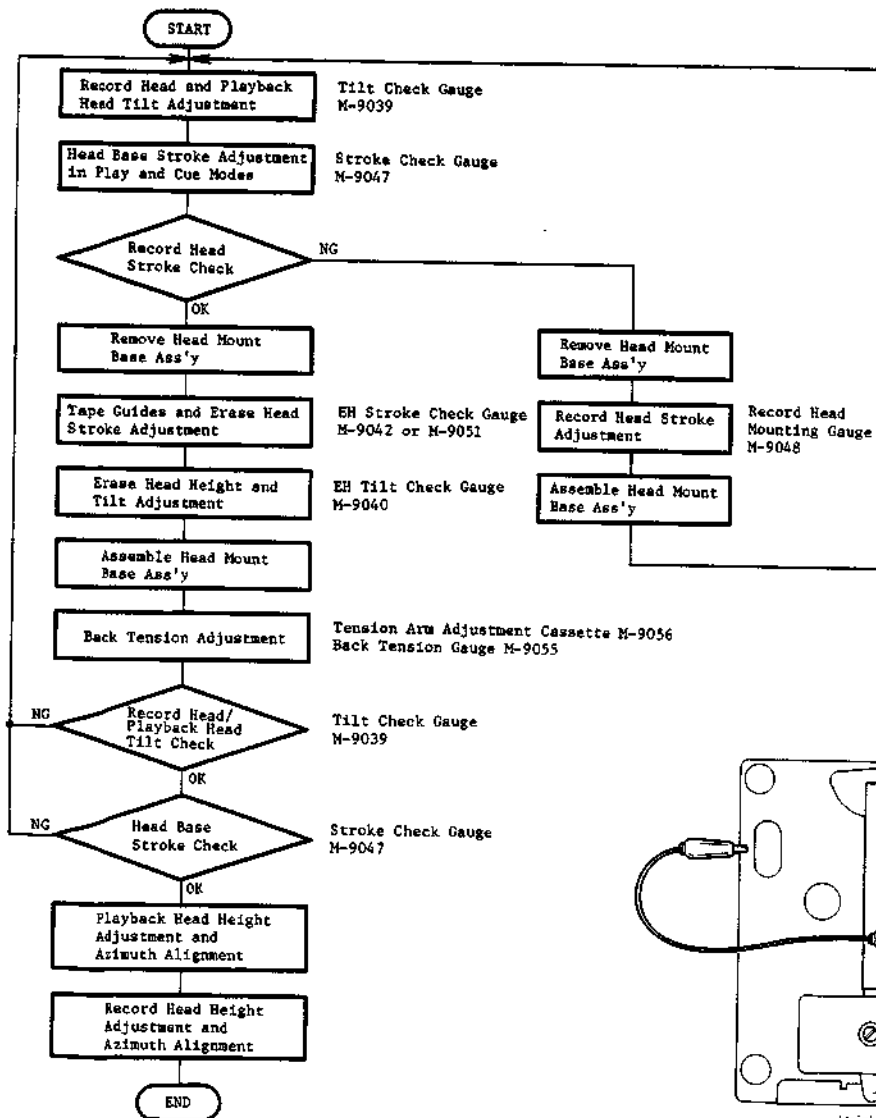 START
Record Head and Playback
Head Tilt Adjustment
Tilt Check Gauge
M-9039
Head Base Stroke Adjustment
in Play and Cue Modes
Stroke Check Gauge
M-9047
Record Head
Stroke Check
NG
OK
Remove Head Mount
Base Ass'y
Tape Guides and Erase Head
Stroke Adjustment
EH Stroke Check Gauge
M-9042 or M-9051
Erase Head Height and
Tilt Adjustment
EH Tilt Check Gauge
M-9040
Assemble Head Mount
Base Ass'y
Remove Head Mount
Base Ass'y
Record Head Stroke
Adjustment
Record Head
Mounting Gauge
M-9048
Assemble Head Mount
Base Ass'y
Back Tension Adjustment
Tension Arm Adjustment Cassette M-9056
Back Tension Gauge M-9055
NG
Record Head/
Playback Head
Tilt Check
Tilt Check Gauge
M-9039
OK
NG
Head Base
Stroke Check
Stroke Check Gauge
M-9047
OK
Playback Head Height
Adjustment and
Azimuth Alignment
Record Head Height
Adjustment and
Azimuth Alignment
END